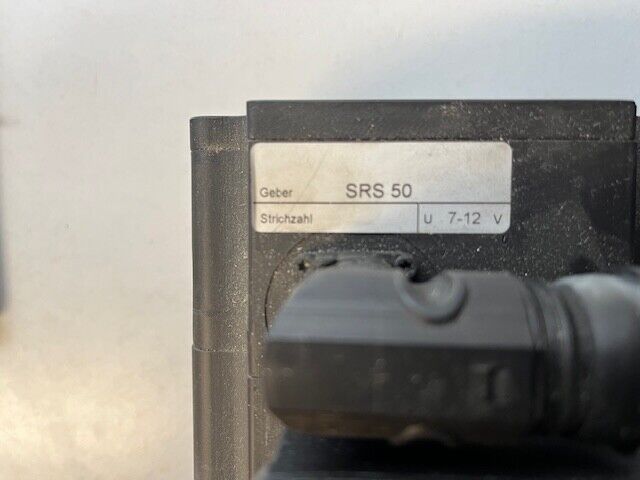 Geber SRS 50
Strichzahl U 7-12 V